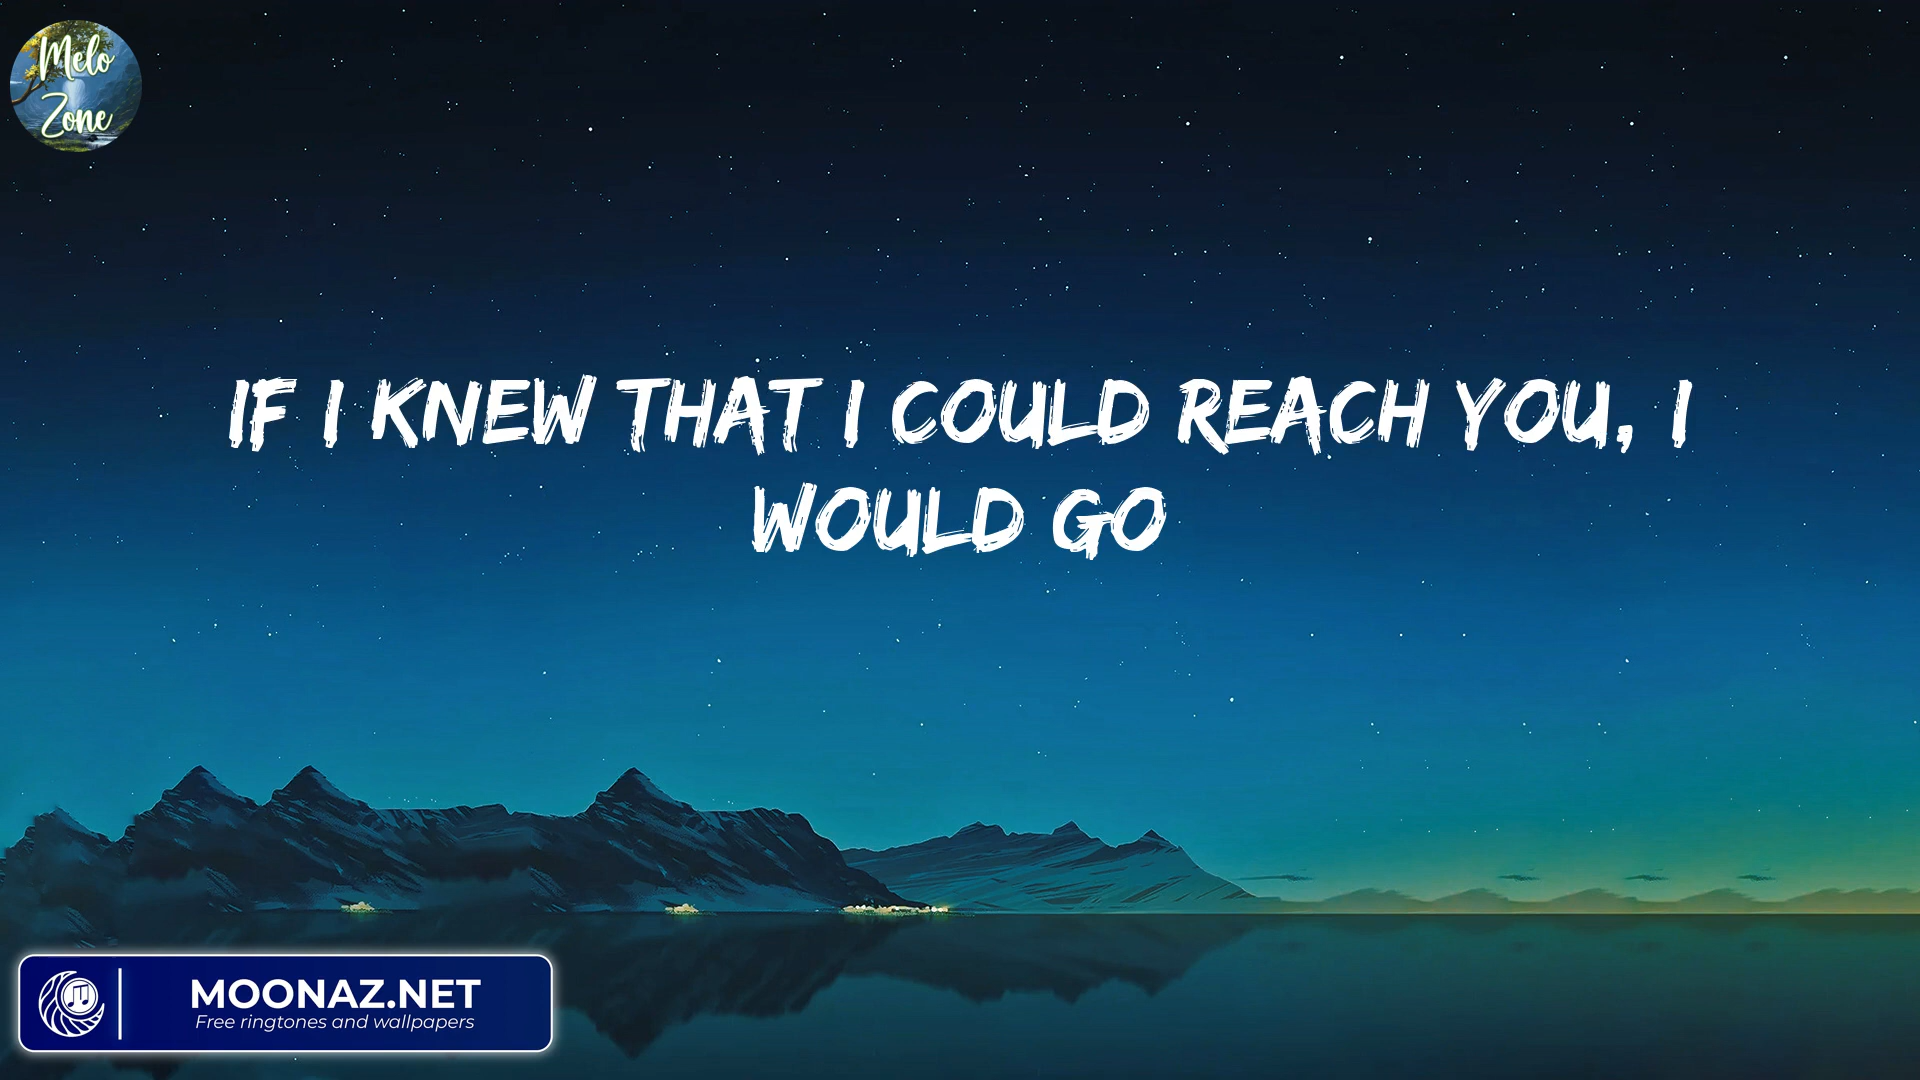 Melo
Zone
IF I KNEW THAT I COULD REACH YOU, I
WOULD GO
MOONAZ.NET
Free ringtones and wallpapers